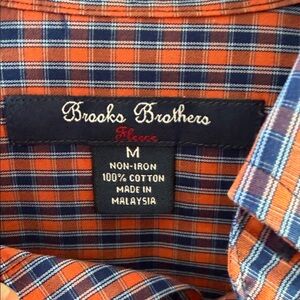 Brooks Brothers
Fleece
M
NON-IRON
100% COTTON
MADE IN
MALAYSIA